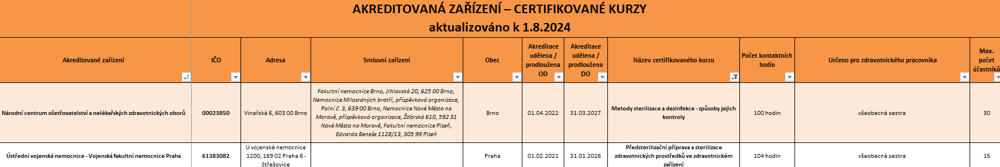 AKREDITOVANÁ ZAŘÍZENÍ – CERTIFIKOVANÉ KURZY
aktualizováno k 1.8.2024
Akreditované zařízení
IČO
Adresa
Smluvní zařízení
Obec
Akreditace
udělena /
prodloužena
OD
Akreditace
udělena /
prodloužena
DO
Název certifikovaného kurzu
Počet kontaktních
hodin
Určeno pro zdravotnického pracovníka
Max.
počet
účastníků
Národní centrum ošetřovatelství a nelékařských zdravotnických oborů
00023850
Vinařská 6, 603 00 Brno
Fakultní nemocnice Brno, Jihlavská 20, 625 00 Brno,
Nemocnice Milosrdných bratří, příspěvková organizace,
Polní č. 3, 639 00 Brno, Nemocnice Nové Město na
Moravě, příspěvková organizace, Žďárská 610, 592 31
Nové Město na Moravě, Fakultní nemocnice Plzeň,
Edvarda Beneše 1128/13, 305 99 Plzeň
Brno
01.04.2022
31.03.2027
Metody sterilizace a dezinfekce - způsoby jejich
kontroly
100 hodin
všeobecná sestra
30
Ústřední vojenská nemocnice - Vojenská fakultní nemocnice Praha
61383082
U vojenské nemocnice
1200, 169 02 Praha 6 -
Střešovice
Praha
01.02.2021
31.01.2026
Předsterilizační příprava a sterilizace
zdravotnických prostředků ve zdravotnickém
zařízení
104 hodin
všeobecná sestra
15